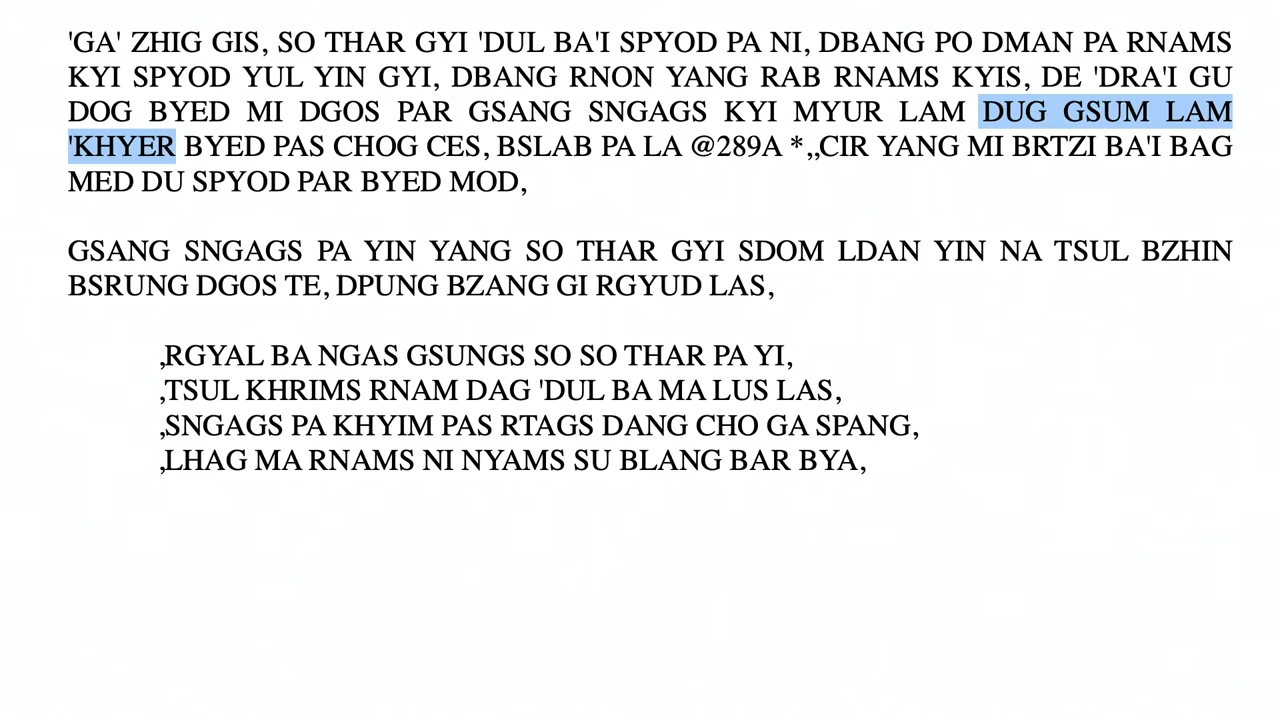 'GA' ZHIG GIS, SO THAR GYI 'DUL BA'I SPYOD PA NI, DBANG PO DMAN PA RNAMS
KYI SPYOD YUL YIN GYI, DBANG RNON YANG RAB RNAMS KYIS, DE 'DRA'I GU
DOG BYED MI DGOS PAR GSANG SNGAGS KYI MYUR LAM DUG GSUM LAM
'KHYER BYED PAS CHOG CES, BSLAB PA LA @289A *,,CIR YANG MI BRTZI BA'I BAG
MED DU SPYOD PAR BYED MOD,
GSANG SNGAGS PA YIN YANG SO THAR GYI SDOM LDAN YIN NA TSUL BZHIN
BSRUNG DGOS TE, DPUNG BZANG GI RGYUD LAS,
,RGYAL BA NGAS GSUNGS SO SO THAR PA YI,
,TSUL KHRIMS RNAM DAG 'DUL BA MA LUS LAS,
,SNGAGS PA KHYIM PAS RTAGS DANG CHO GA SPANG,
,LHAG MA RNAMS NI NYAMS SU BLANG BAR BYA,